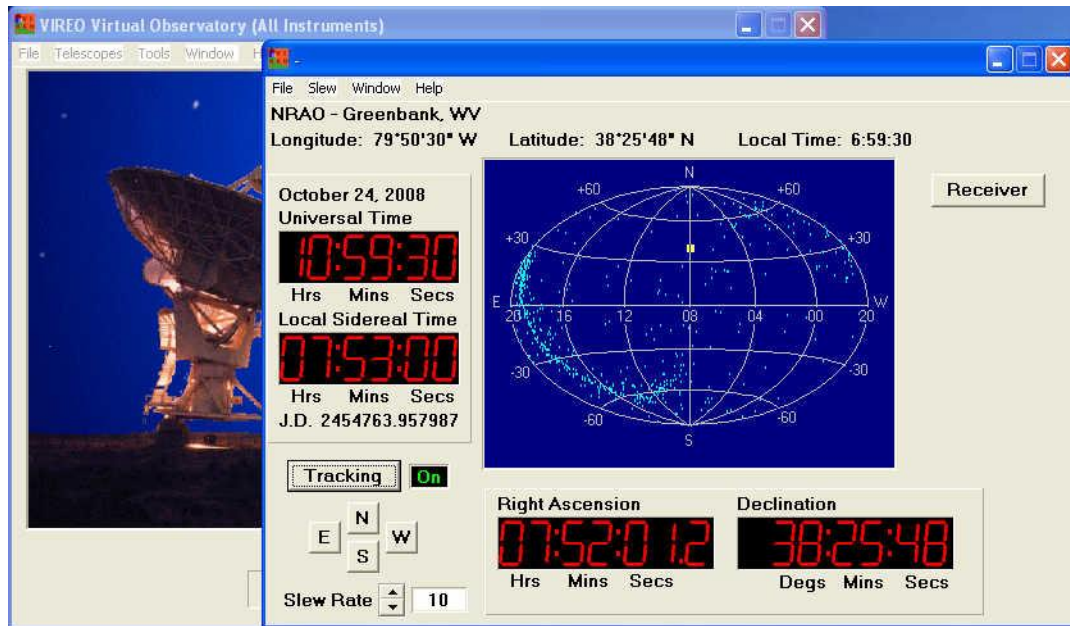 VIREO Virtual Observatory (All Instruments)
File Telescopes Tools Window H
-
File Slew Window Help
NRAO - Greenbank, WV
Longitude: 79°50'30" W Latitude: 38°25'48" N Local Time: 6:59:30
October 24, 2008
Universal Time
10:59:30
Hrs Mins Secs
Local Sidereal Time
07:53:00
Hrs Mins Secs
J.D. 2454763.957987
N
+60 +60
+30 +30
E W
20 16 12 08 04 -00 20
-30 -30
-60 -60
S
Receiver
Tracking On
N
E W
S
Slew Rate 10
Right Ascension Declination
07:52:01.2 38:25:48
Hrs Mins Secs Degs Mins Secs